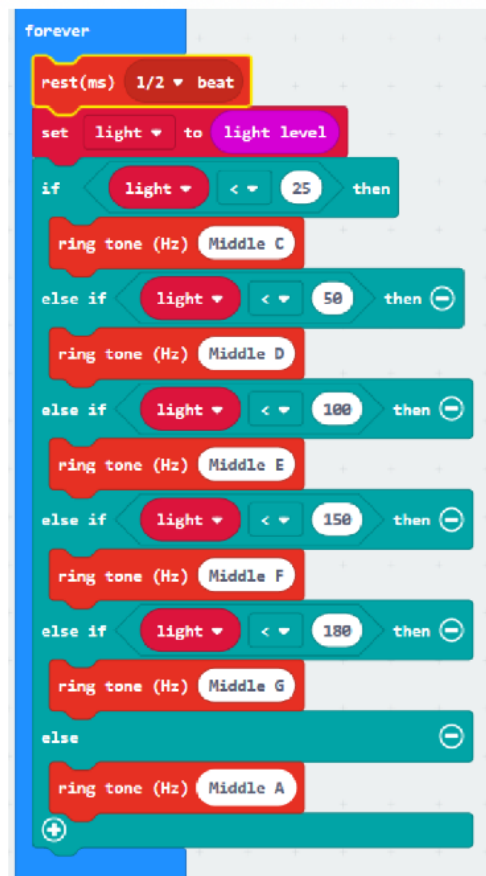 forever
rest(ms) 1/2 beat
set light to light level
if light < 25 then
ring tone (Hz) Middle C
else if light < 50 then
ring tone (Hz) Middle D
else if light < 100 then
ring tone (Hz) Middle E
else if light < 150 then
ring tone (Hz) Middle F
else if light < 180 then
ring tone (Hz) Middle G
else
ring tone (Hz) Middle A